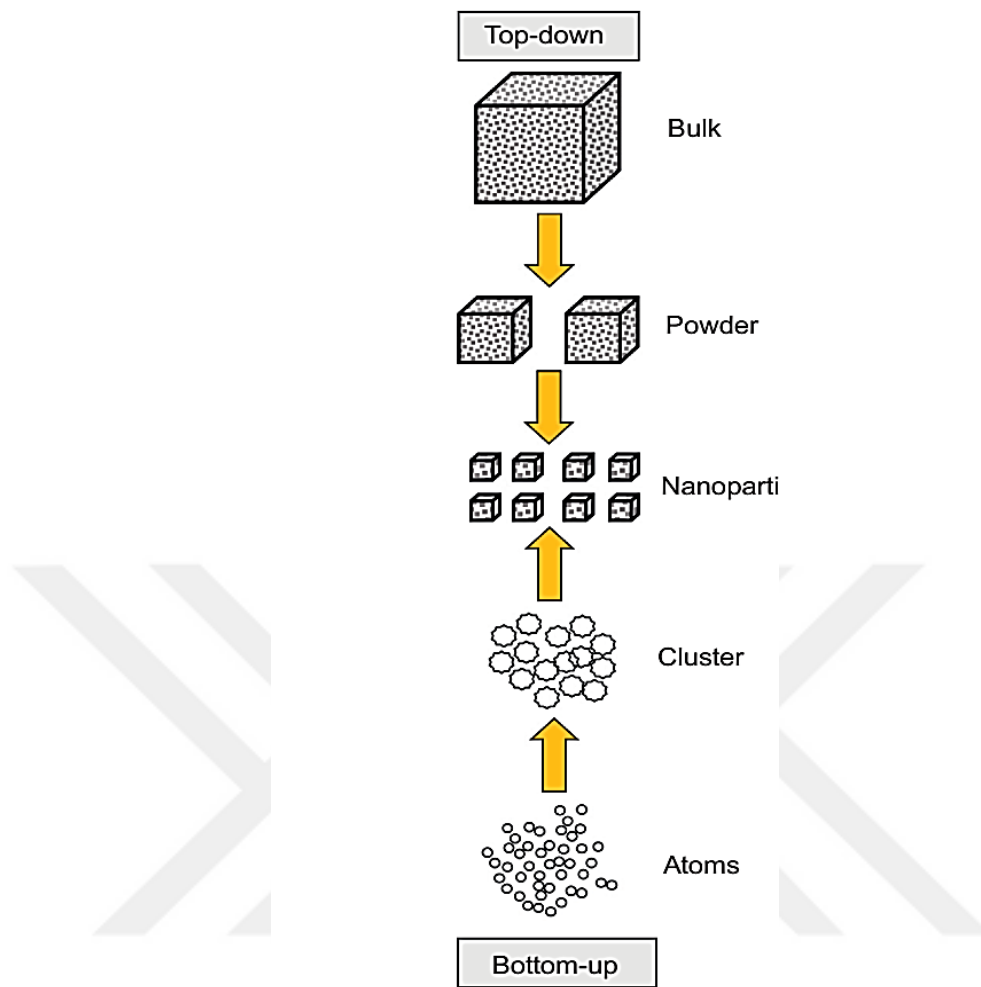 Top-down
Bulk
Powder
Nanoparti
Cluster
Atoms
Bottom-up